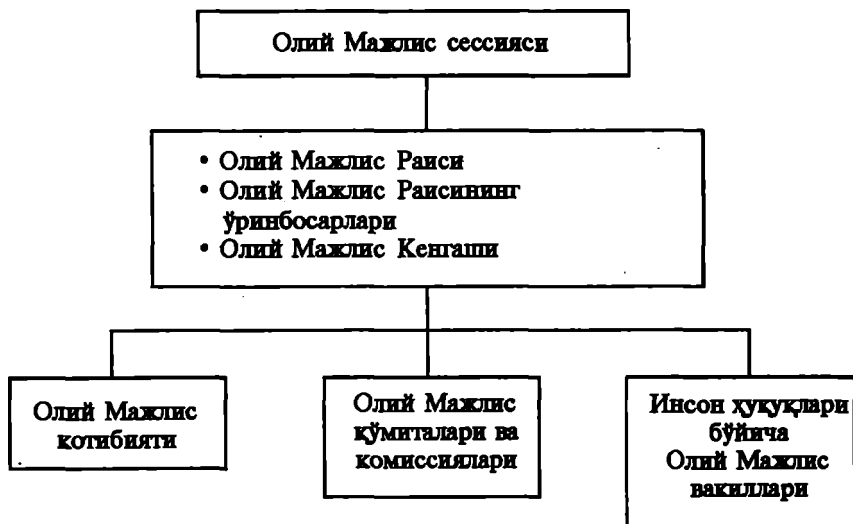 Олий Мажлис сессияси
• Олий Мажлис Раиси
• Олий Мажлис Раисининг
ўринбосарлари
• Олий Мажлис Кенгаши
Олий Мажлис
котибияти
Олий Мажлис
қўмиталари ва
комиссиялари
Инсон ҳуқуқлари
бўйича
Олий Мажлис
вакиллари